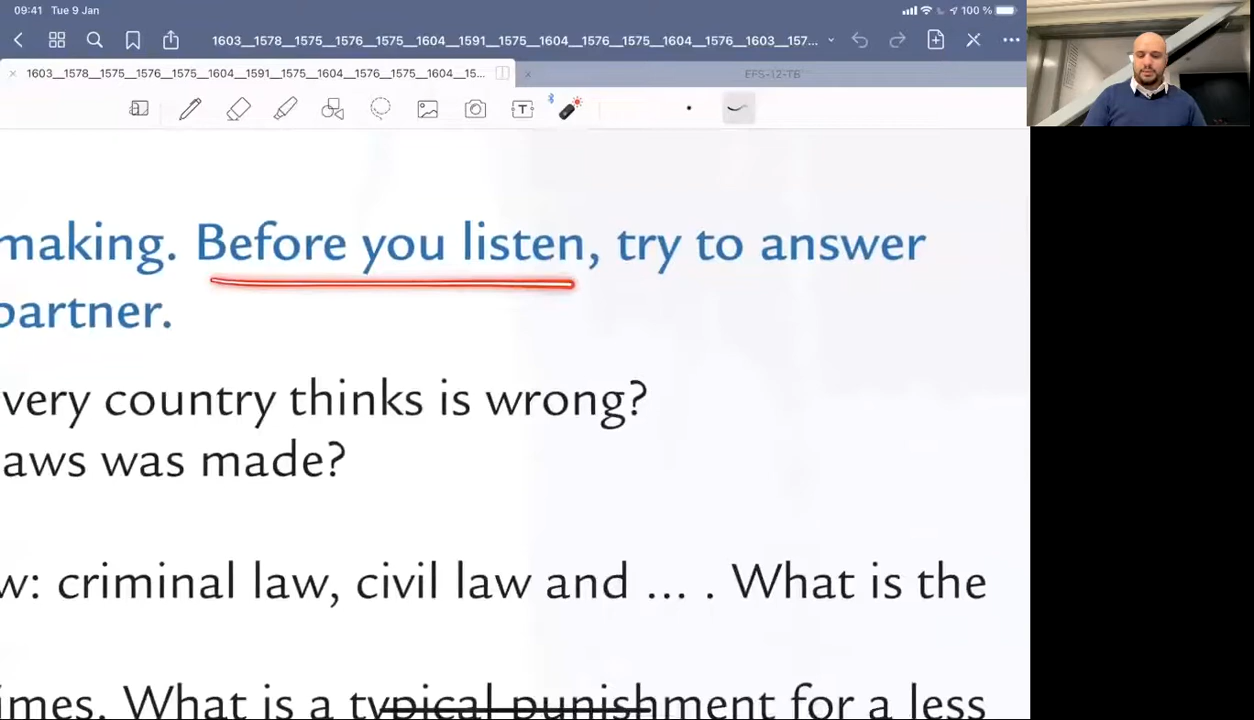 09:41 Tue 9 Jan
100 %
1603__1578__1575__1576__1575__1604__1591__1575__1604__1576__1575__1604__1576__1603__157...
1603__1578__1575__1576__1575__1604__1591__1575__1604__1576__1575__1604__15...
EFS-12-TB
making. Before you listen, try to answer
partner.
very country thinks is wrong?
aws was made?
w: criminal law, civil law and ... . What is the
imes. What is a typical punishment for a less